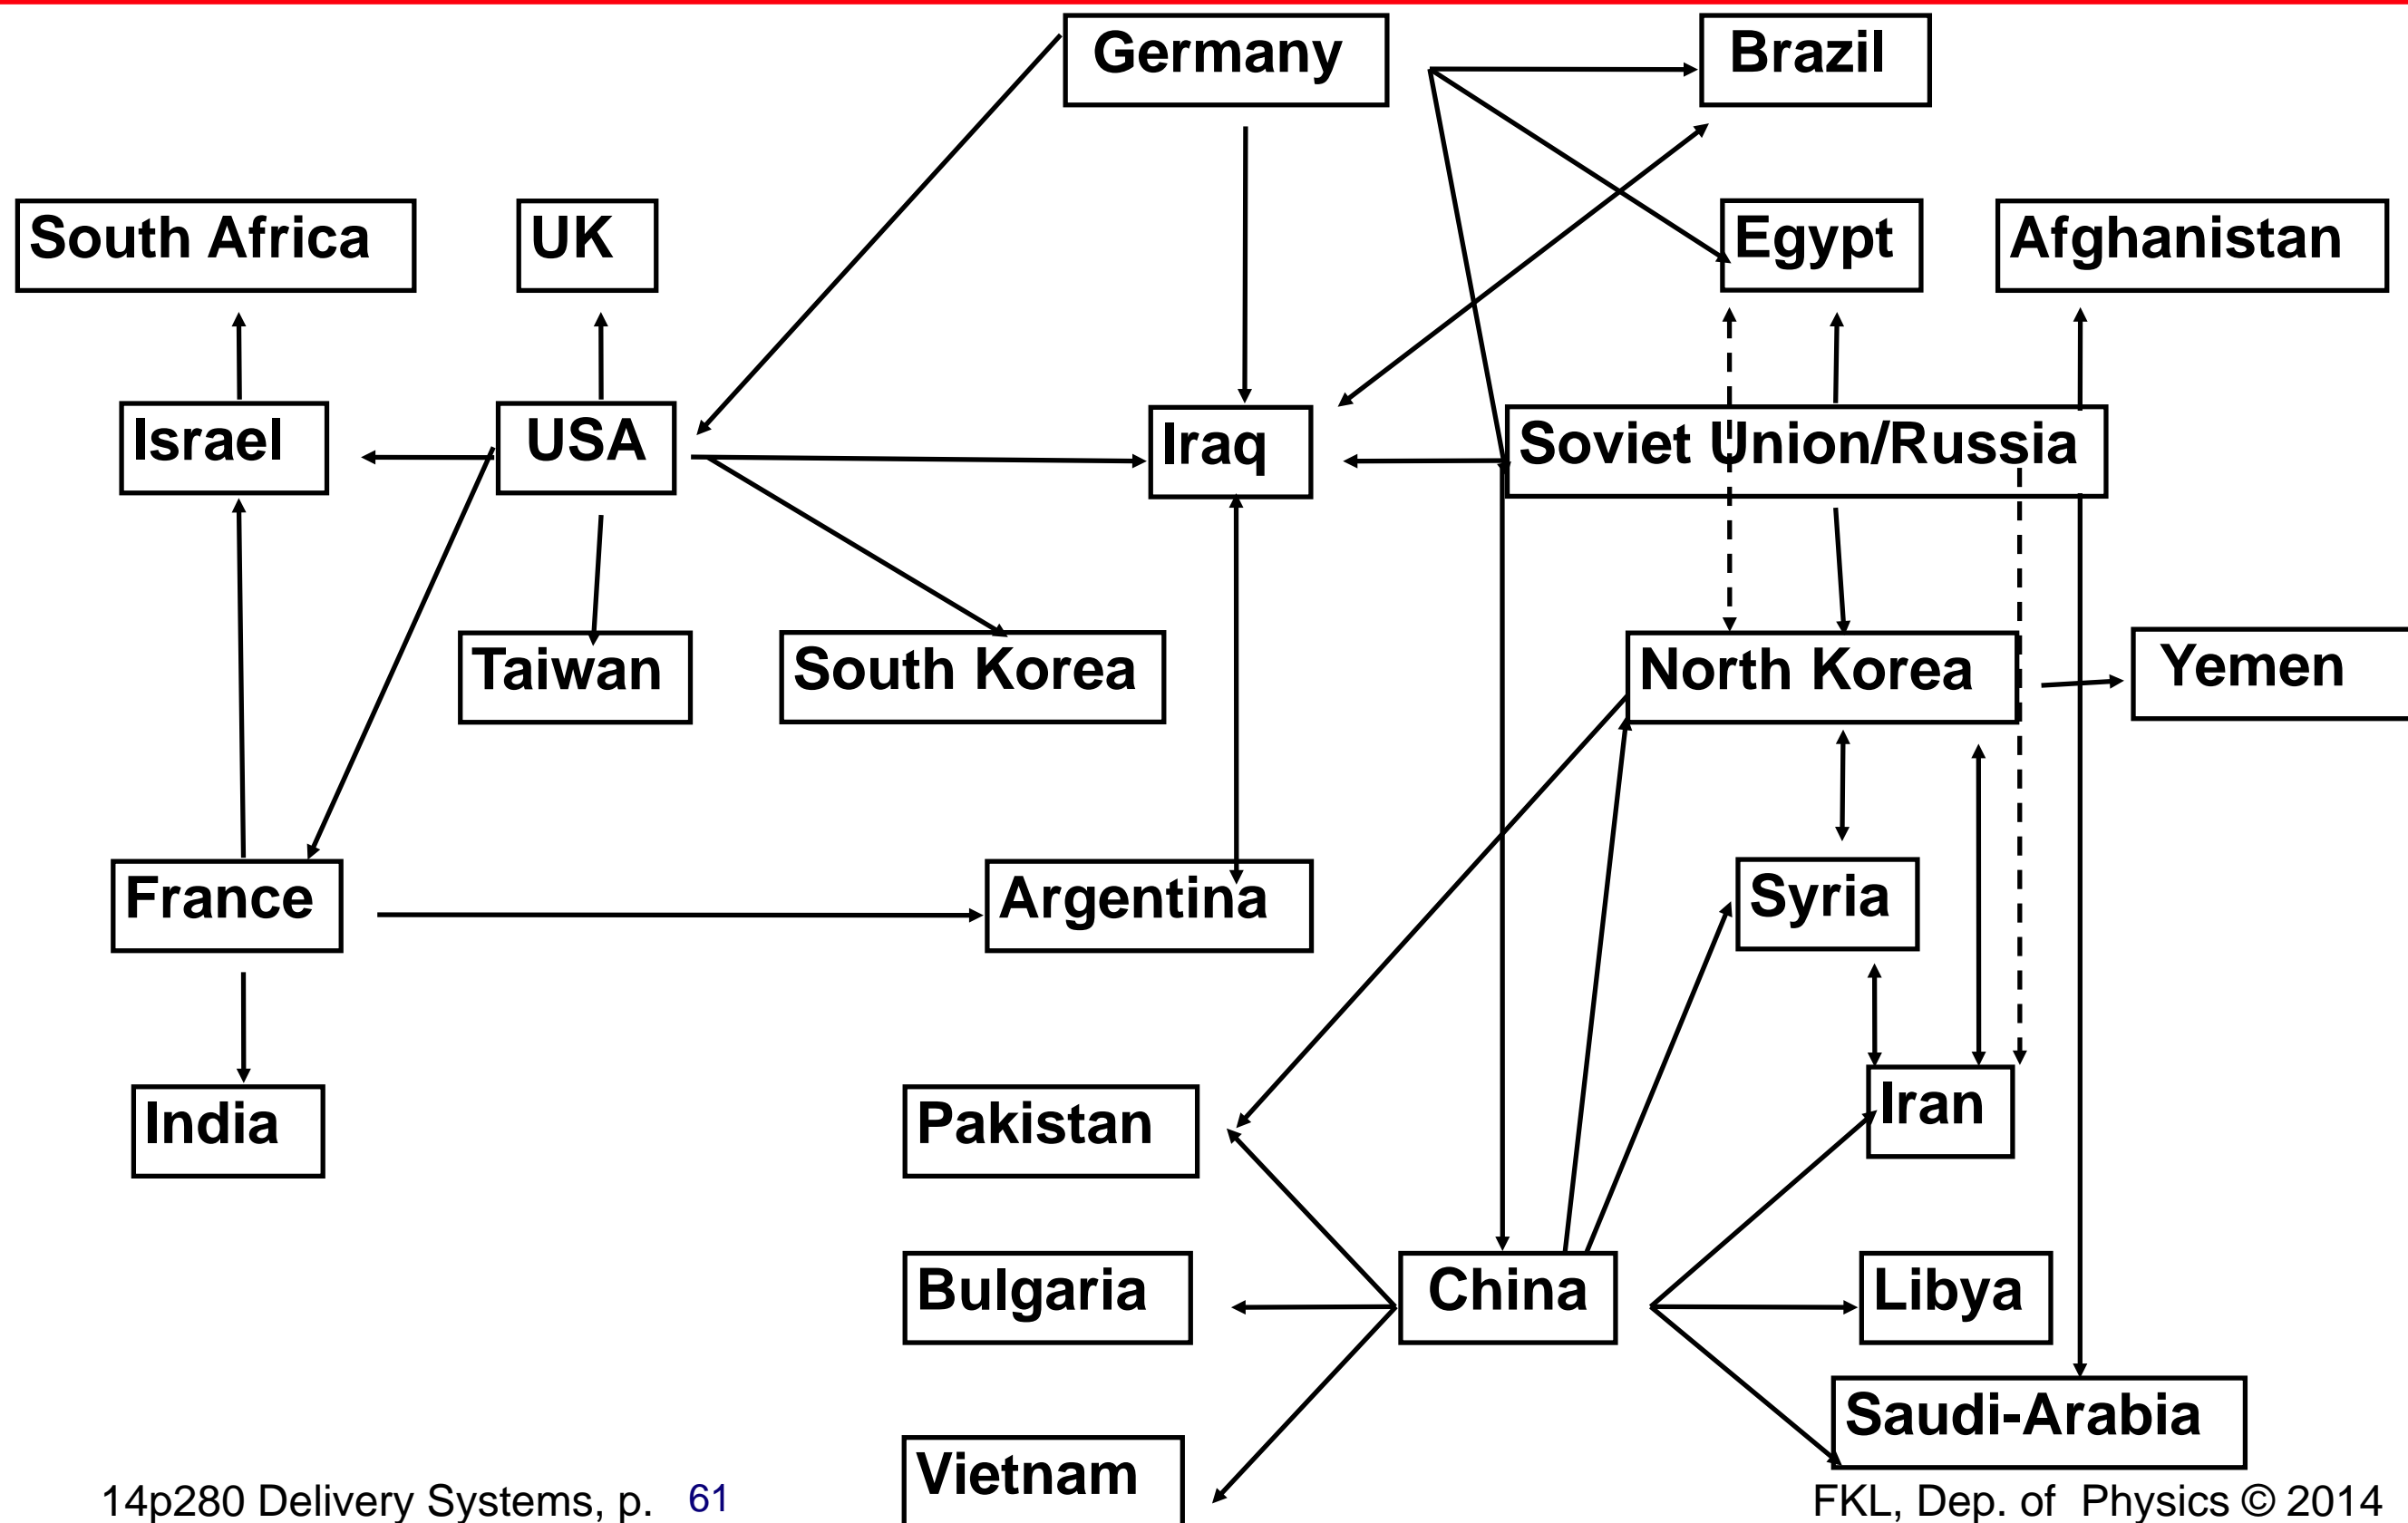 Germany
Brazil
South Africa
UK
Egypt
Afghanistan
Israel
USA
Iraq
Soviet Union/Russia
Taiwan
South Korea
North Korea
Yemen
France
Argentina
Syria
India
Pakistan
Iran
Bulgaria
China
Libya
Saudi-Arabia
Vietnam
14p280 Delivery Systems, p. 61
FKL, Dep. of Physics © 2014